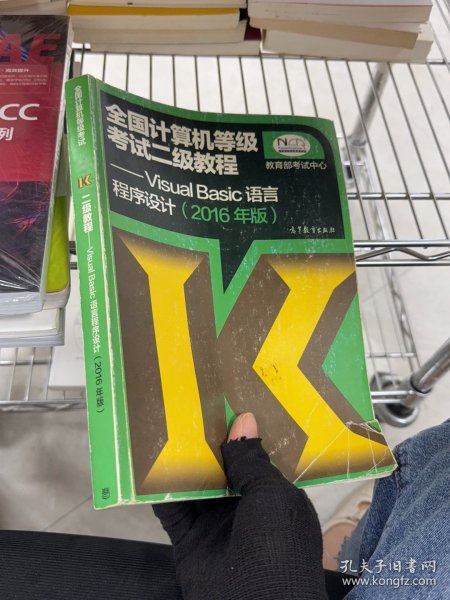 全国计算机等级
考试二级教程
——Visual Basic 语言
程序设计（2016 年版）
NCRE
教育部考试中心
高等教育出版社
全国计算机等级考试
K
二级教程——Visual Basic 语言程序设计（2016 年版）
CC
列
孔夫子旧书网
www.kongfz.com